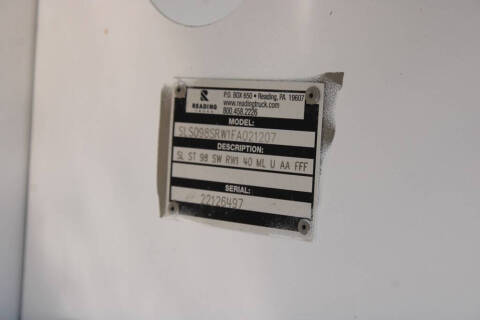 READING
TRUCK
P.O. BOX 650 • Reading, PA 19607
www.readingtruck.com
800.458.2226
MODEL:
SLS098SRW1FA021207
DESCRIPTION:
SL ST 98 SW RW1 40 ML U AA FFF
SERIAL:
22126497